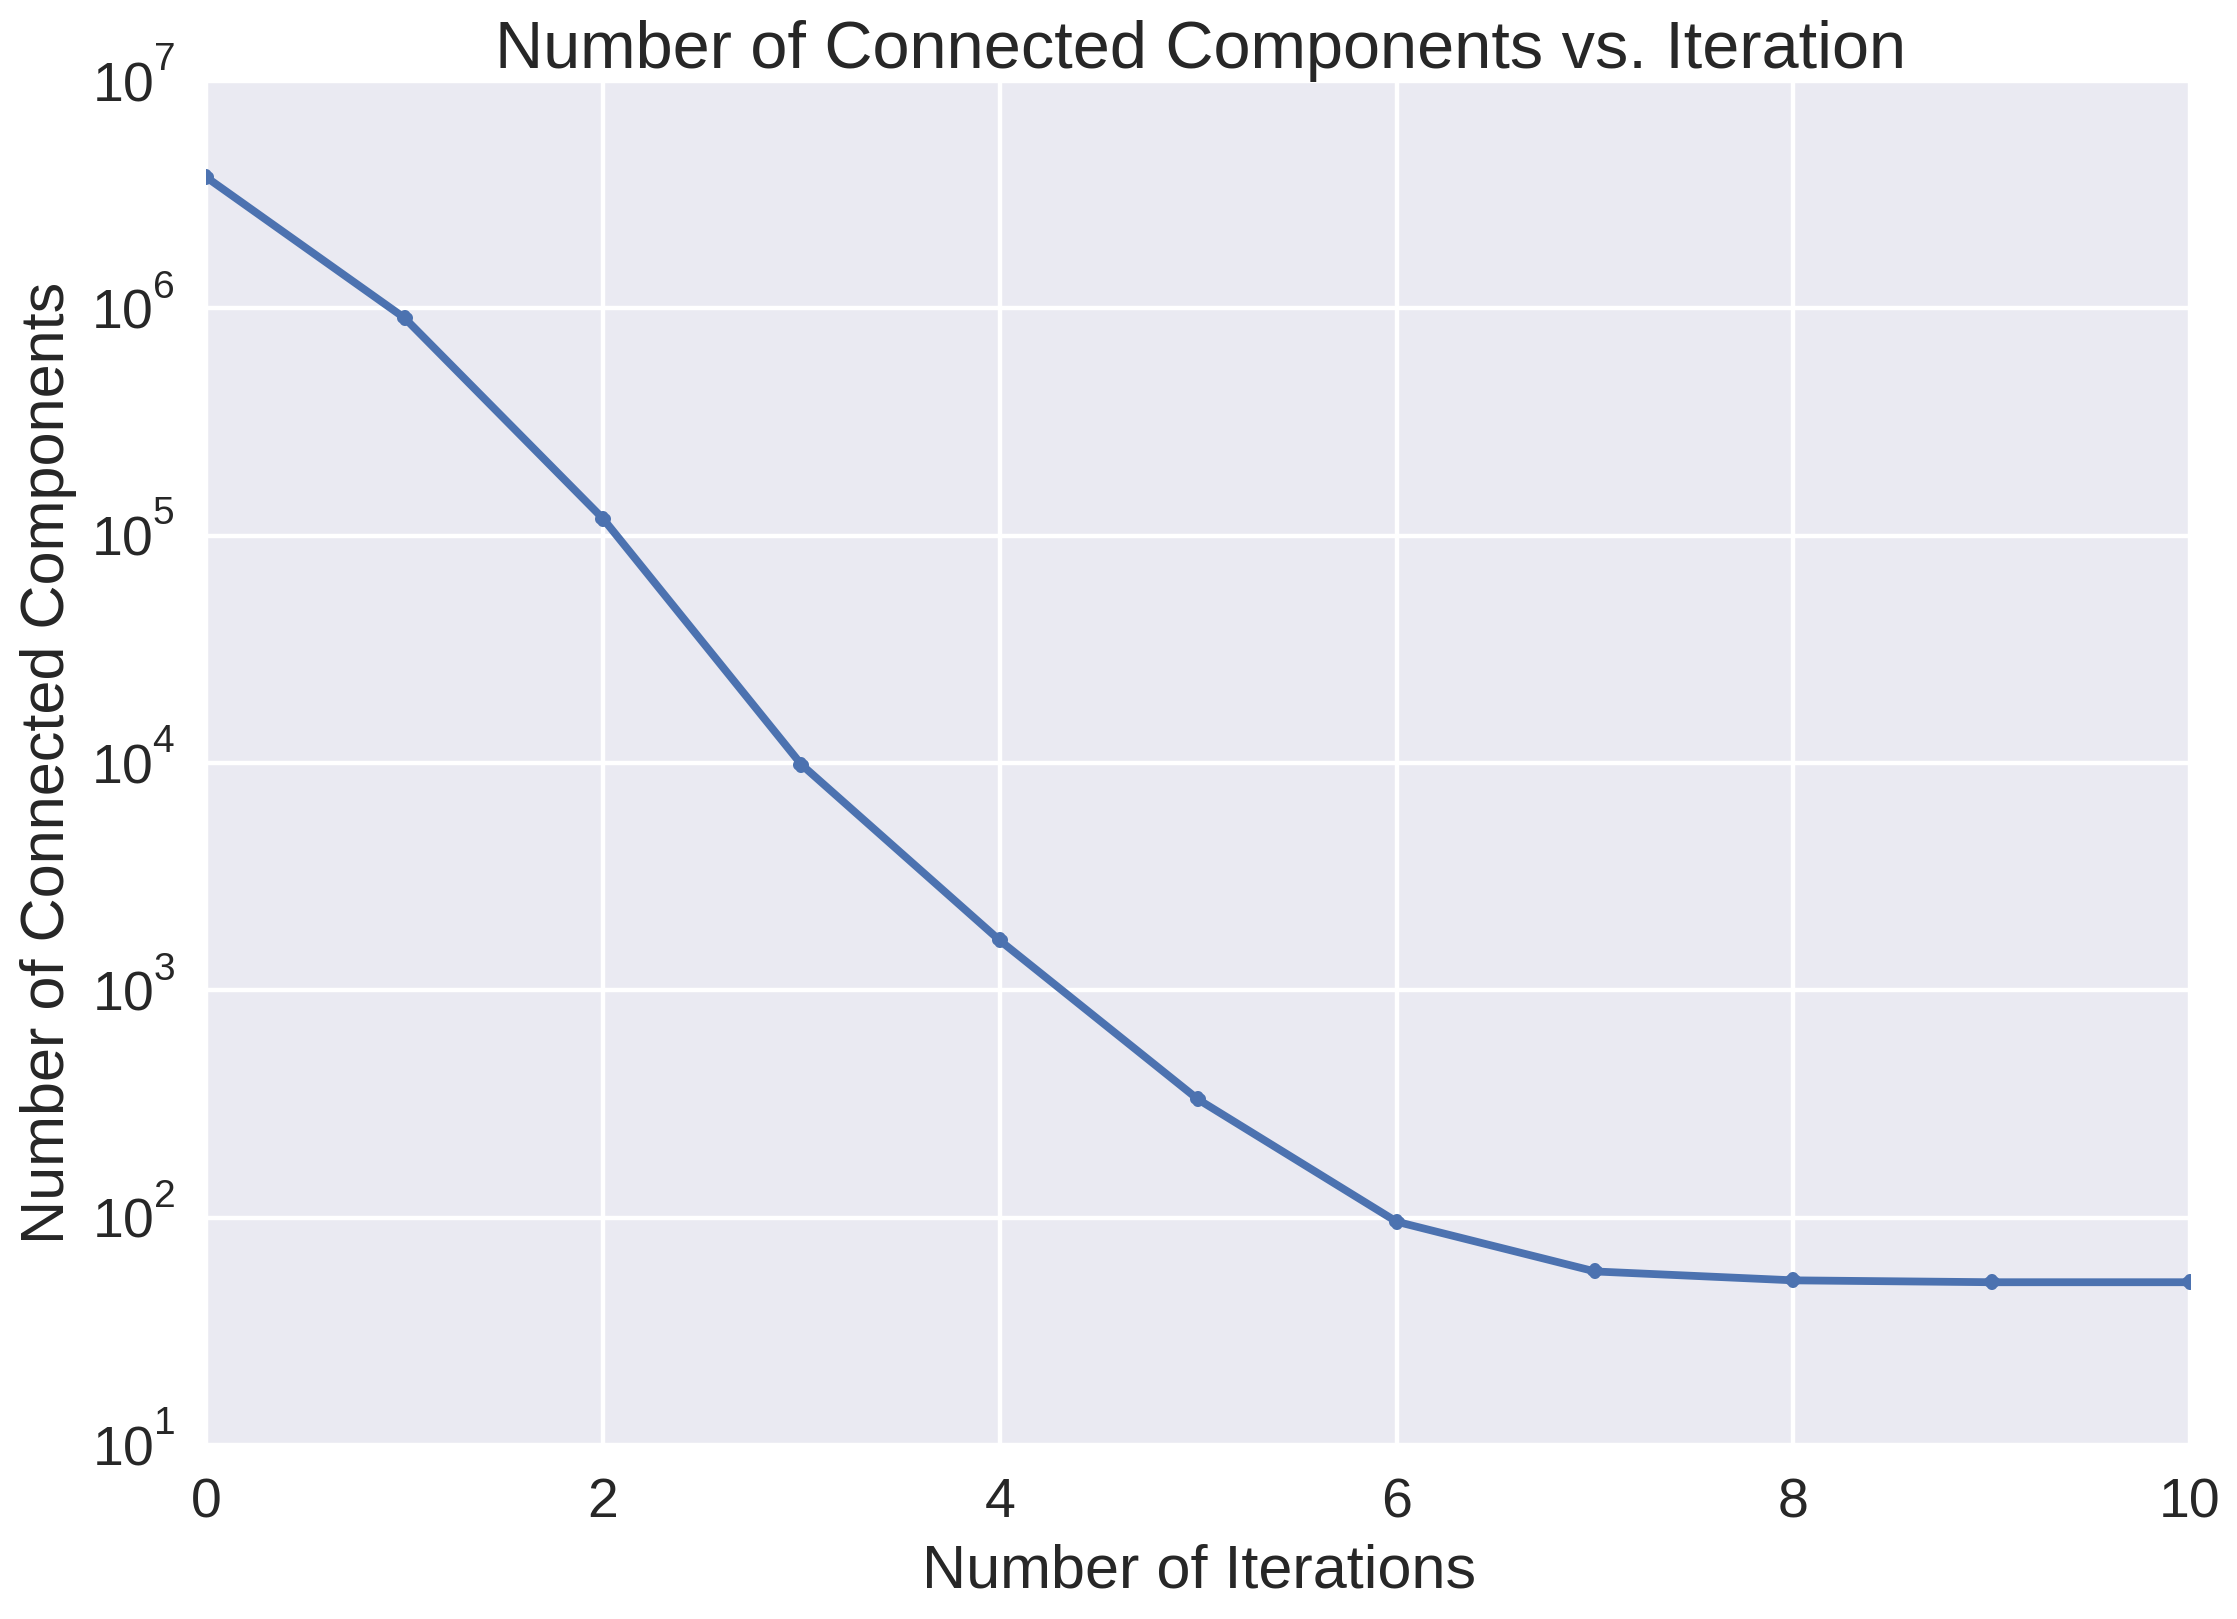 Number of Connected Components vs. Iteration
Number of Connected Components
10^7
10^6
10^5
10^4
10^3
10^2
10^1
0 2 4 6 8 10
Number of Iterations